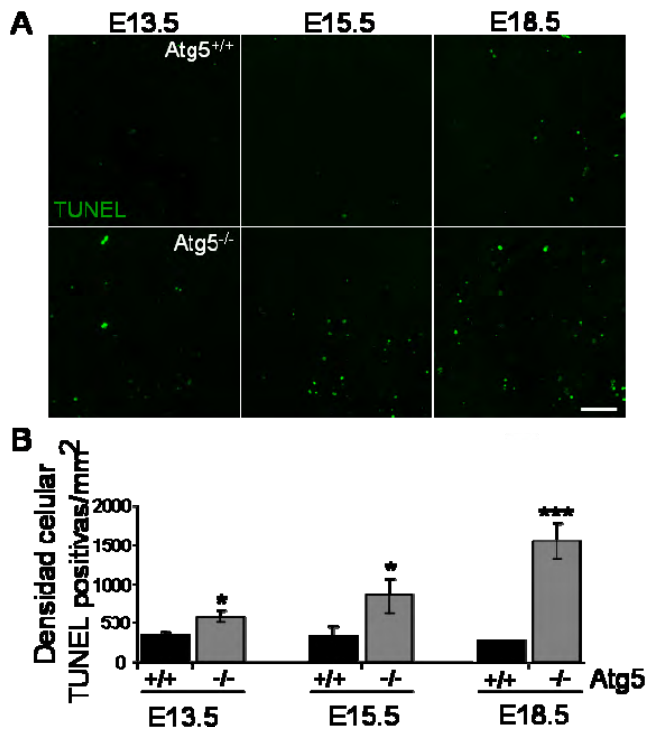 A
E13.5 E15.5 E18.5
Atg5+/+
TUNEL
Atg5-/-
B
Densidad celular
TUNEL positivas/mm2
2000
1500
1000
500
0
* * ***
+/+ -/- +/+ -/- +/+ -/- Atg5
E13.5 E15.5 E18.5